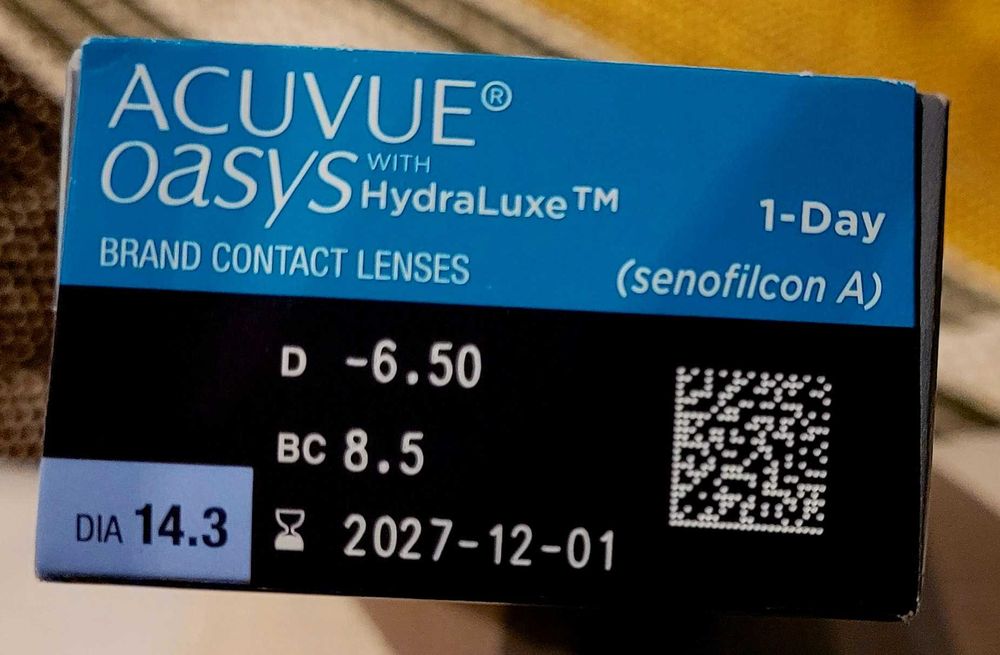 ACUVUE®
oasys WITH HydraLuxe™
1-Day
BRAND CONTACT LENSES
(senofilcon A)
D -6.50
BC 8.5
DIA 14.3
2027-12-01